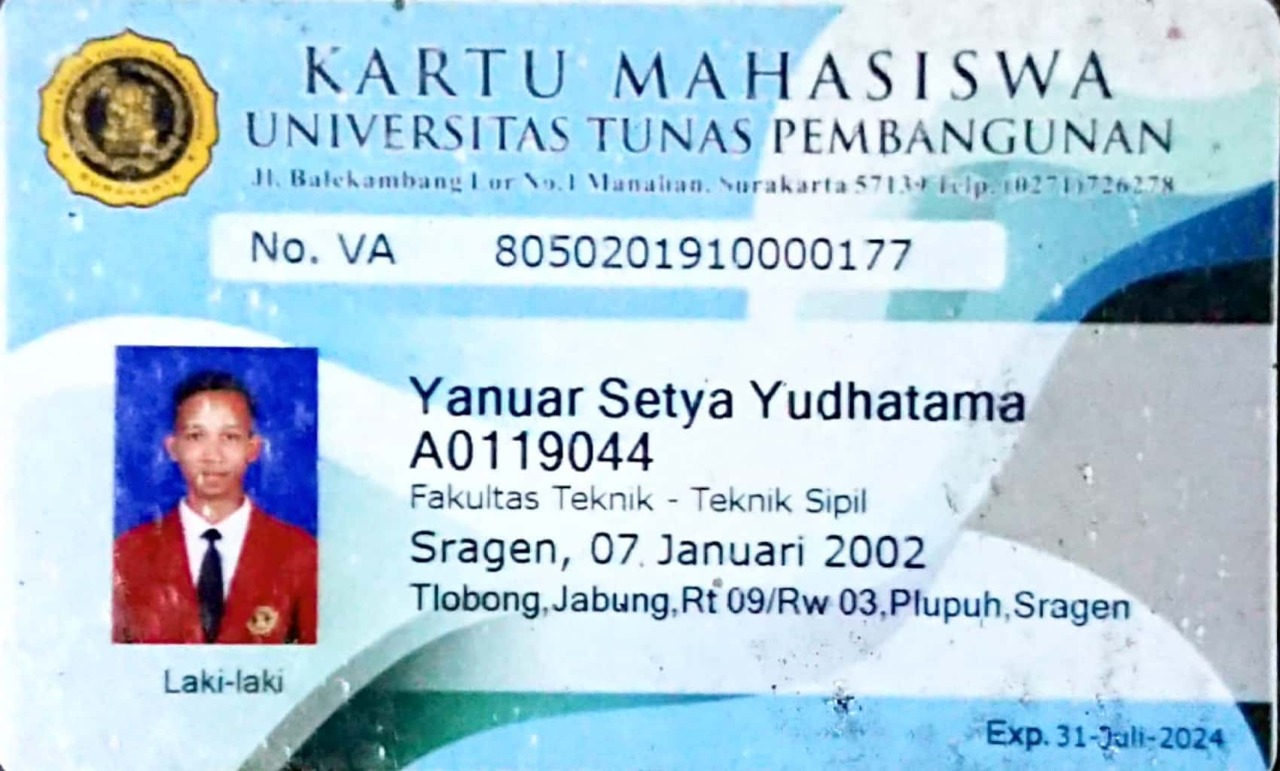 KARTU MAHASISWA
UNIVERSITAS TUNAS PEMBANGUNAN
Jl. Balekambang Lor No.1 Manahan, Surakarta 57139 Telp. (0271)726278
No. VA 8050201910000177
Yanuar Setya Yudhatama
A0119044
Fakultas Teknik - Teknik Sipil
Sragen, 07 Januari 2002
Tlobong,Jabung,Rt 09/Rw 03,Plupuh,Sragen
Laki-laki
Exp. 31-Juli-2024